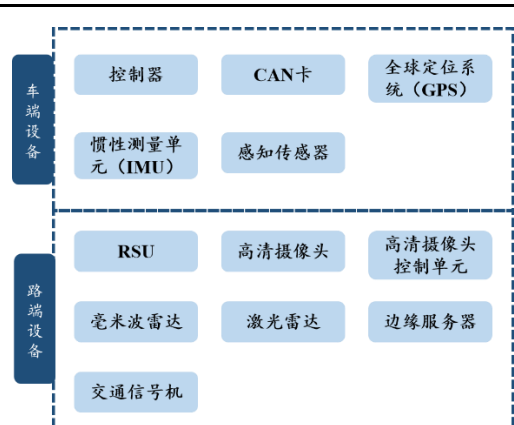 车端设备
控制器
CAN卡
全球定位系
统（GPS）
惯性测量单
元（IMU）
感知传感器
路端设备
RSU
高清摄像头
高清摄像头
控制单元
毫米波雷达
激光雷达
边缘服务器
交通信号机